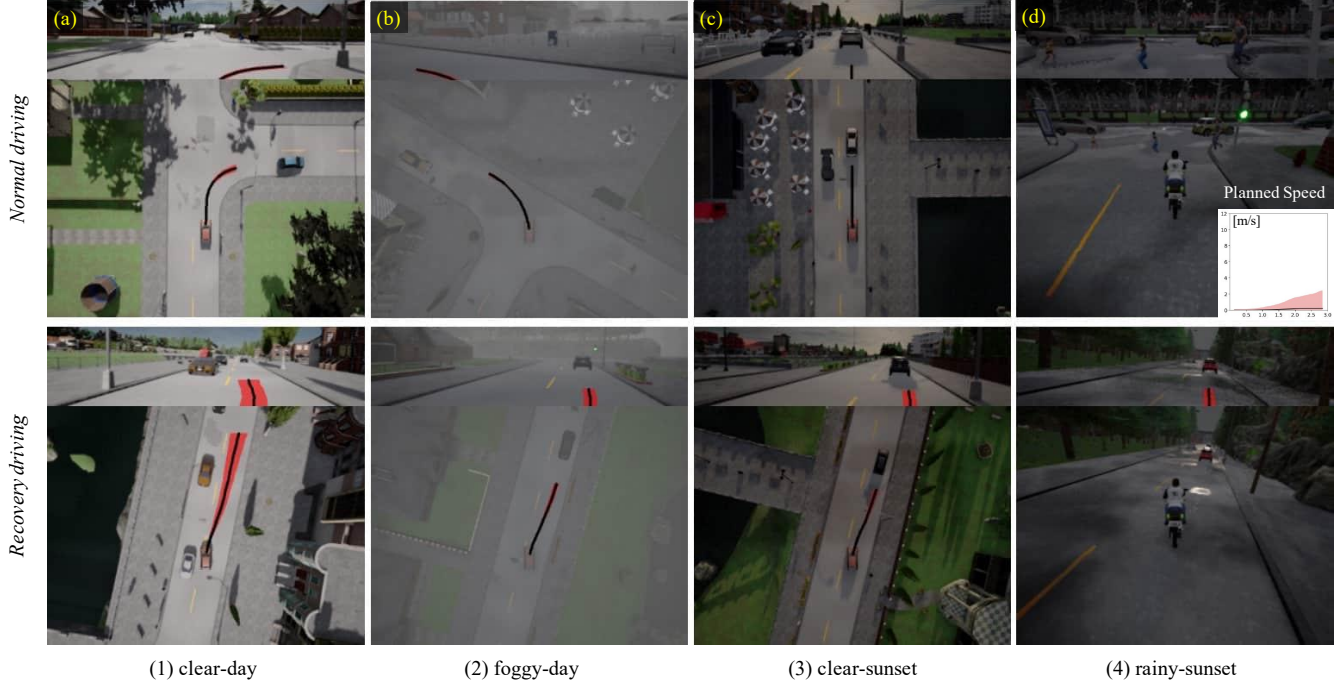 (a)
(b)
(c)
(d)
Normal driving
Planned Speed
[m/s]
12
10
8
6
4
2
0
0.5 1.0 1.5 2.0 2.5 3.0
Recovery driving
(1) clear-day
(2) foggy-day
(3) clear-sunset
(4) rainy-sunset